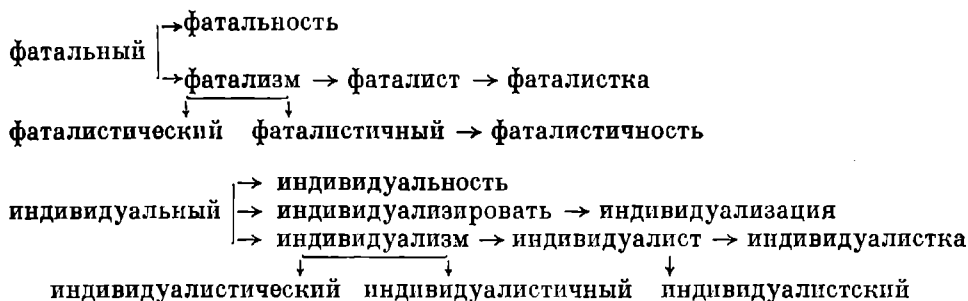 →фатальность
фатальный
→фатализм → фаталист → фаталистка
фаталистический фаталистичный → фаталистичность
→ индивидуальность
индивидуальный → индивидуализировать → индивидуализация
→ индивидуализм → индивидуалист → индивидуалистка
индивидуалистический индивидуалистичный индивидуалистский